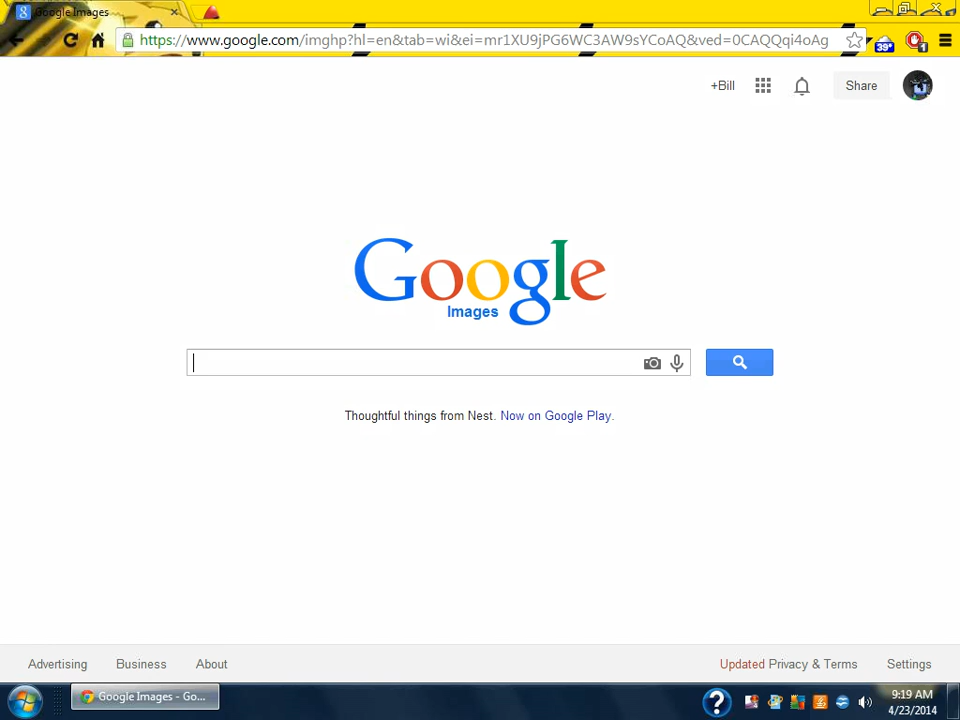 Google Images
https://www.google.com/imghp?hl=en&tab=wi&ei=mr1XU9jPG6WC3AW9sYCoAQ&ved=0CAQQqi4oAg
39°
1
+Bill
Share
Google
Images
Thoughtful things from Nest. Now on Google Play.
Advertising
Business
About
Updated Privacy & Terms
Settings
Google Images - Go...
9:19 AM
4/23/2014